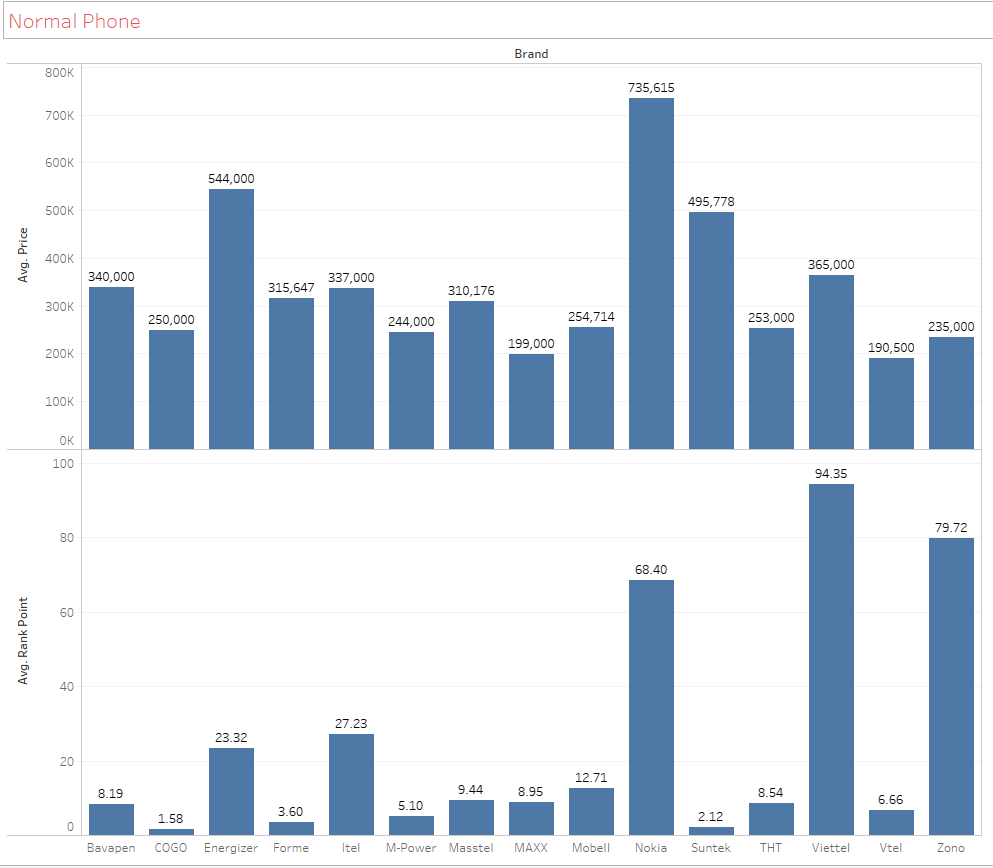 Normal Phone
Brand
Avg. Price
800K
700K
600K
500K
400K
300K
200K
100K
0K
340,000
250,000
544,000
315,647
337,000
244,000
310,176
199,000
254,714
735,615
495,778
253,000
365,000
190,500
235,000
Avg. Rank Point
100
80
60
40
20
0
8.19
1.58
23.32
3.60
27.23
5.10
9.44
8.95
12.71
68.40
2.12
8.54
94.35
6.66
79.72
Bavapen COGO Energizer Forme Itel M-Power Masstel MAXX Mobell Nokia Suntek THT Viettel Vtel Zono